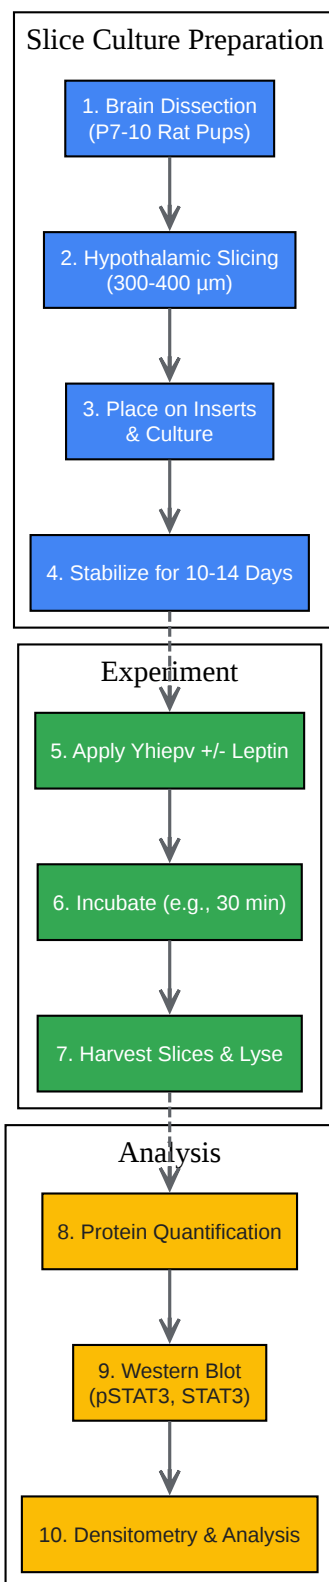 Slice Culture Preparation
1. Brain Dissection
(P7-10 Rat Pups)
2. Hypothalamic Slicing
(300-400 µm)
3. Place on Inserts
& Culture
4. Stabilize for 10-14 Days
Experiment
5. Apply Yhiepv +/- Leptin
6. Incubate (e.g., 30 min)
7. Harvest Slices & Lyse
Analysis
8. Protein Quantification
9. Western Blot
(pSTAT3, STAT3)
10. Densitometry & Analysis